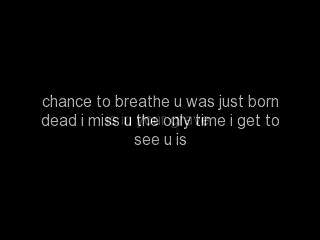 chance to breathe u was just born
dead i miss u the only time i get to
see u is